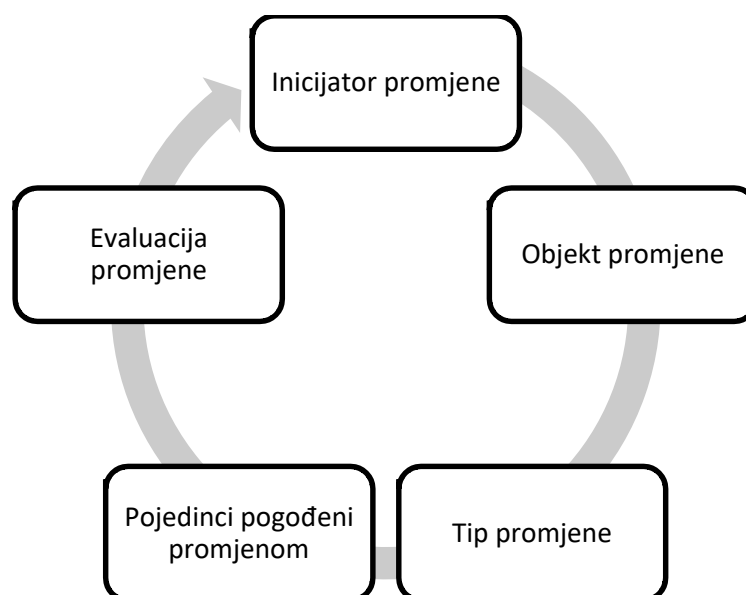 Inicijator promjene
Objekt promjene
Tip promjene
Pojedinci pogođeni
promjenom
Evaluacija
promjene